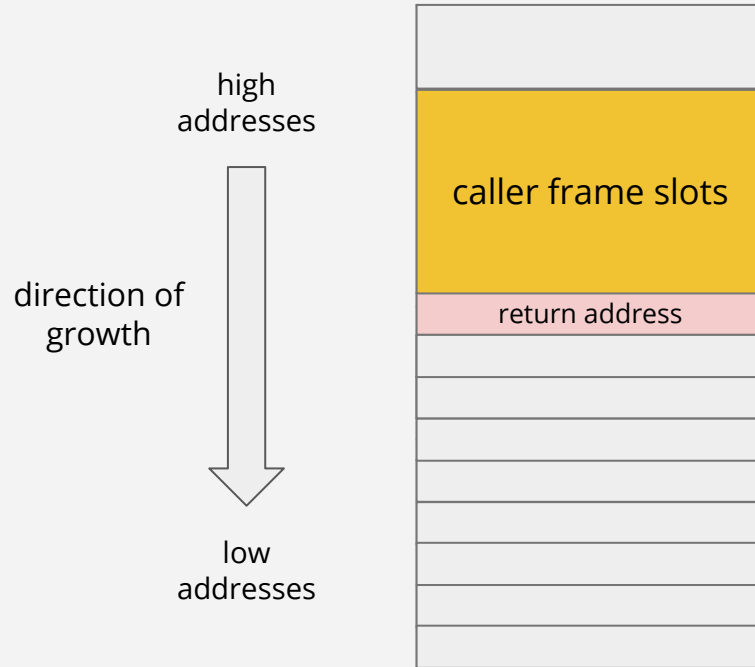 high
addresses
caller frame slots
direction of
growth
return address
low
addresses